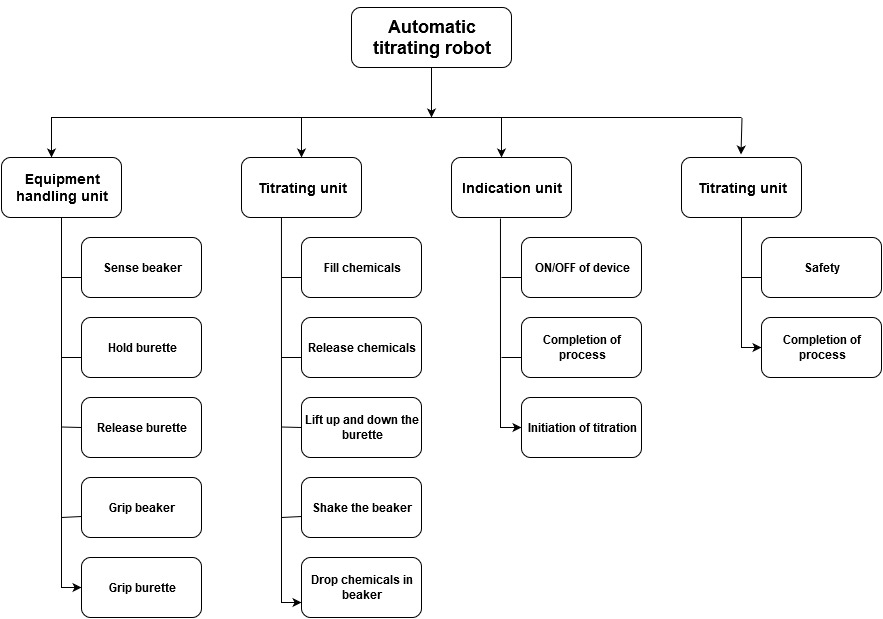 Automatic
titrating robot
Equipment
handling unit
Titrating unit
Indication unit
Titrating unit
Sense beaker
Hold burette
Release burette
Grip beaker
Grip burette
Fill chemicals
Release chemicals
Lift up and down the
burette
Shake the beaker
Drop chemicals in
beaker
ON/OFF of device
Completion of
process
Initiation of titration
Safety
Completion of
process